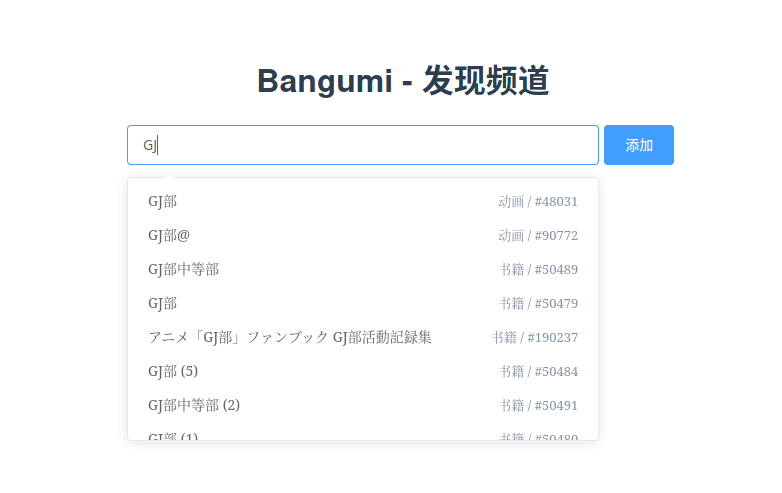 Bangumi - 发现频道
GJ 添加
GJ部 动画 / #48031
GJ部@ 动画 / #90772
GJ部中等部 书籍 / #50489
GJ部 书籍 / #50479
アニメ「GJ部」ファンブック GJ部活動記録集 书籍 / #190237
GJ部 (5) 书籍 / #50484
GJ部中等部 (2) 书籍 / #50491
GJ部 (1) 书籍 / #50480